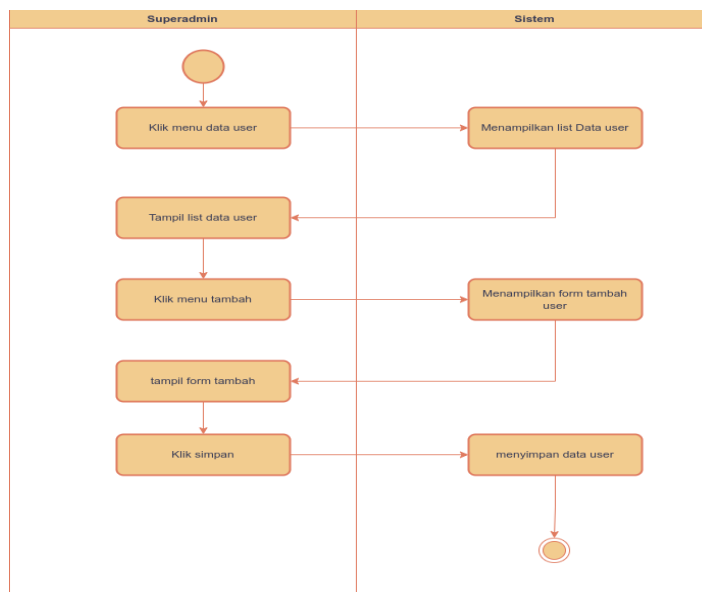 Superadmin
Sistem
Klik menu data user
Menampilkan list Data user
Tampil list data user
Klik menu tambah
Menampilkan form tambah
user
tampil form tambah
Klik simpan
menyimpan data user